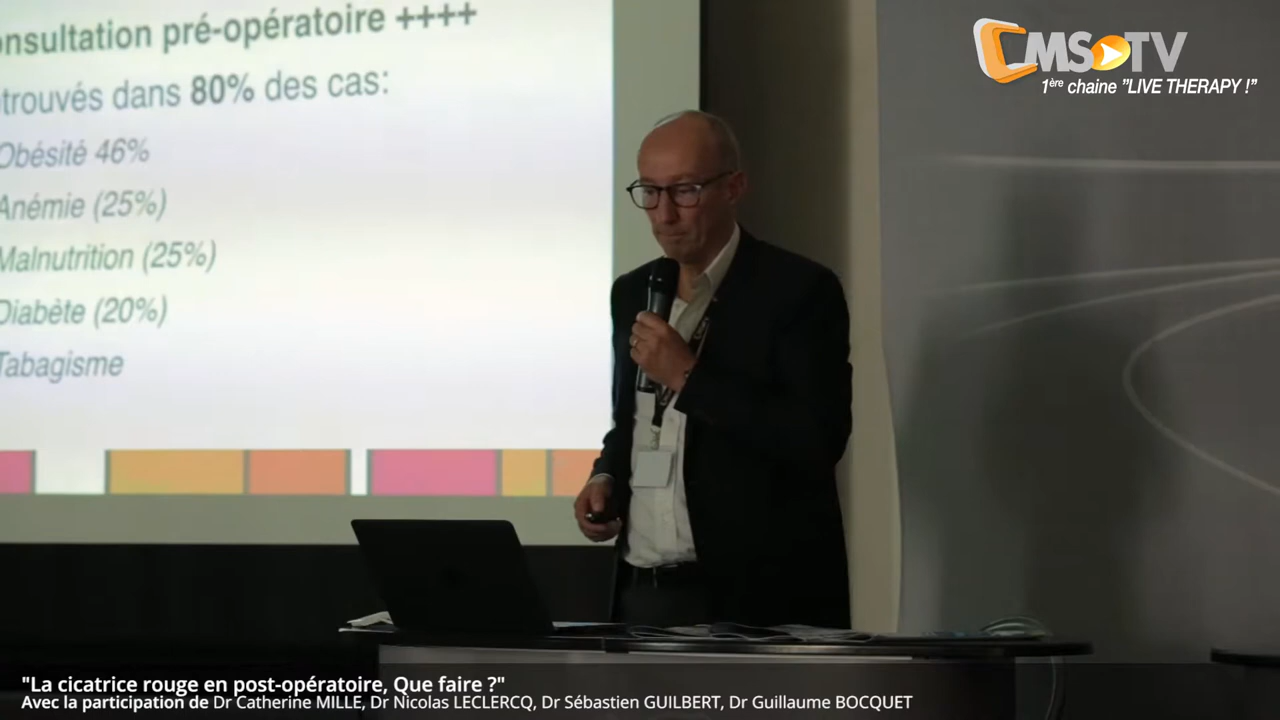 onsultation pré-opératoire ++++
trouvés dans 80% des cas:
Obésité 46%
Anémie (25%)
Malnutrition (25%)
Diabète (20%)
Tabagisme
CMS TV
1ère chaine "LIVE THERAPY !"
"La cicatrice rouge en post-opératoire, Que faire ?"
Avec la participation de Dr Catherine MILLE, Dr Nicolas LECLERCQ, Dr Sébastien GUILBERT, Dr Guillaume BOCQUET